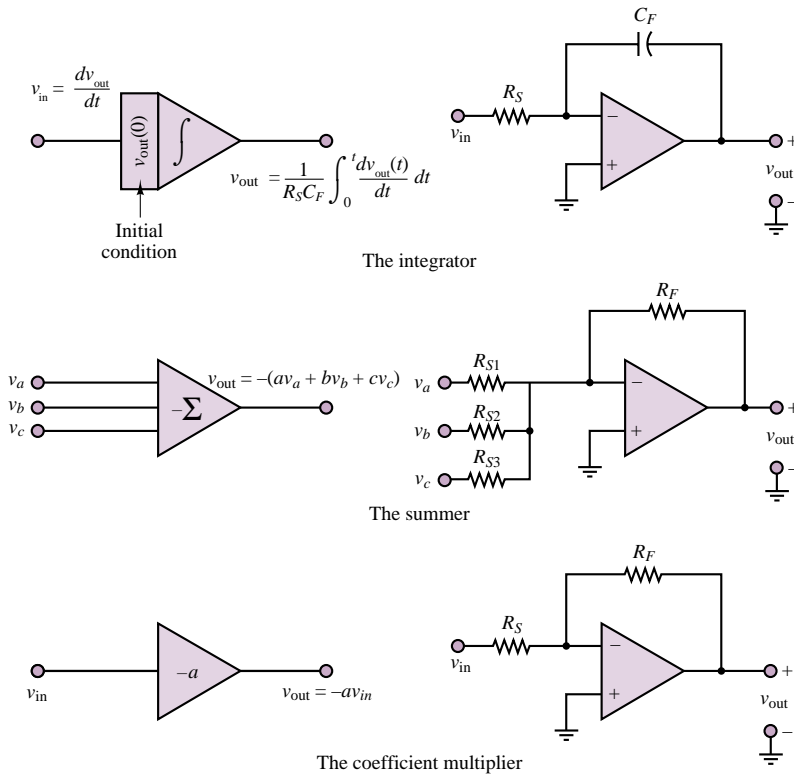 C_F
v_in = dv_out/dt
R_S
v_out(0)
∫
−
+
v_in
v_out = 1/(R_S C_F) ∫_0^t dv_out(t)/dt dt
+
v_out
−
Initial
condition
The integrator
R_F
v_out = −(av_a + bv_b + cv_c)
v_a
v_b
v_c
−Σ
R_S1
R_S2
R_S3
v_a
v_b
v_c
−
+
+
v_out
−
The summer
R_F
R_S
v_in
−a
v_out = −av_in
v_in
−
+
+
v_out
−
The coefficient multiplier